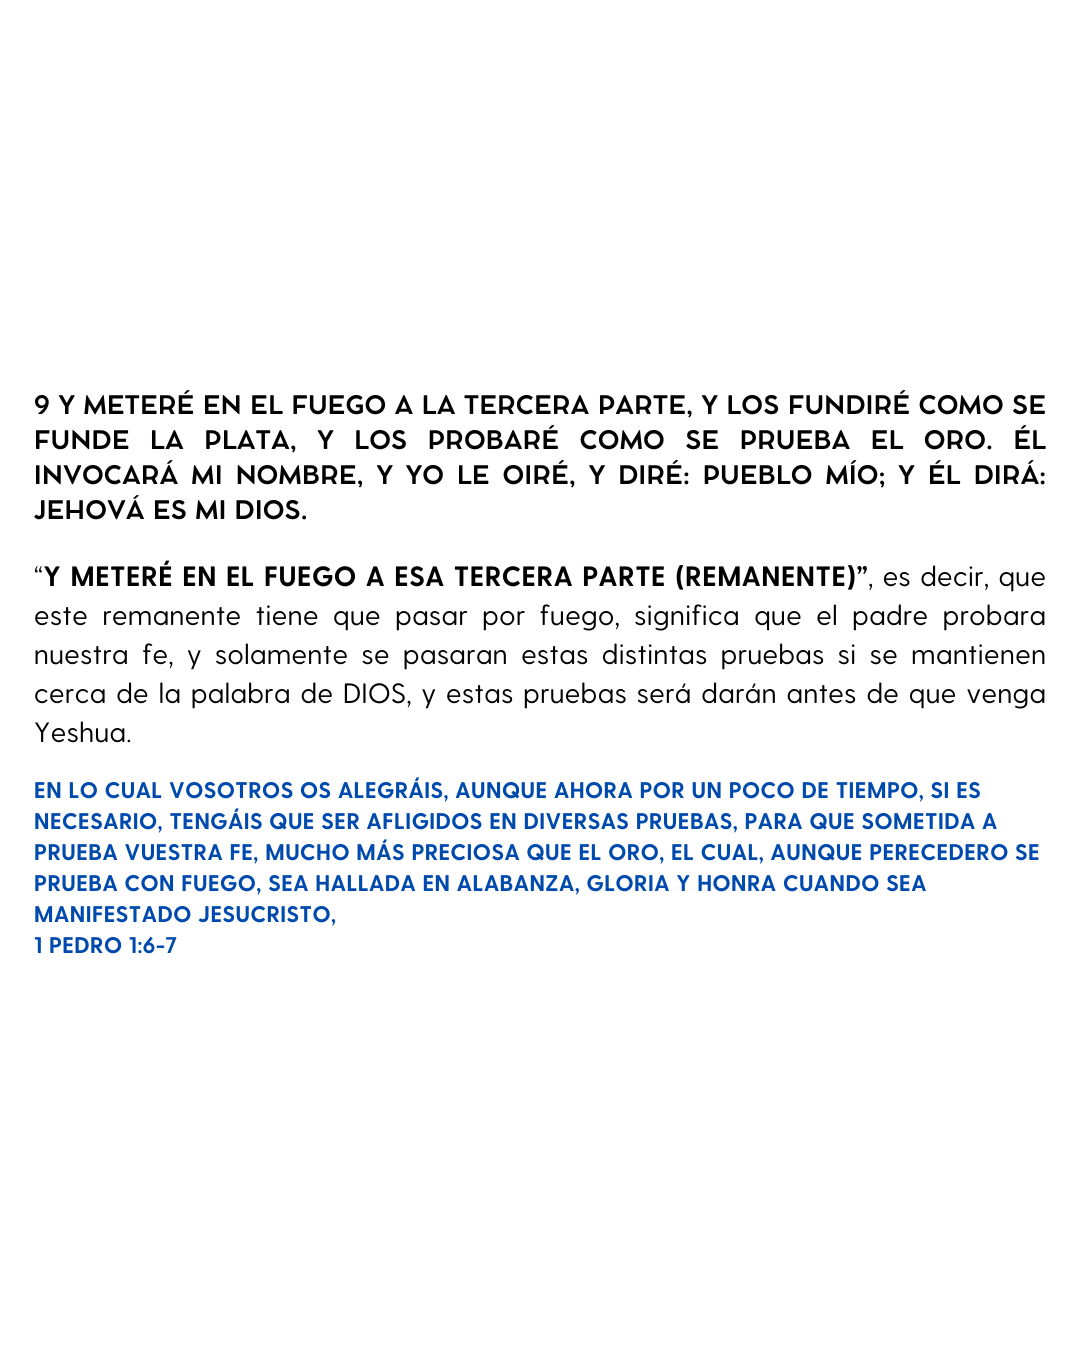 9 Y METERÉ EN EL FUEGO A LA TERCERA PARTE, Y LOS FUNDIRÉ COMO SE
FUNDE LA PLATA, Y LOS PROBARÉ COMO SE PRUEBA EL ORO. ÉL
INVOCARÁ MI NOMBRE, Y YO LE OIRÉ, Y DIRÉ: PUEBLO MÍO; Y ÉL DIRÁ:
JEHOVÁ ES MI DIOS.
“Y METERÉ EN EL FUEGO A ESA TERCERA PARTE (REMANENTE)”, es decir, que
este remanente tiene que pasar por fuego, significa que el padre probara
nuestra fe, y solamente se pasaran estas distintas pruebas si se mantienen
cerca de la palabra de DIOS, y estas pruebas será darán antes de que venga
Yeshua.
EN LO CUAL VOSOTROS OS ALEGRÁIS, AUNQUE AHORA POR UN POCO DE TIEMPO, SI ES
NECESARIO, TENGÁIS QUE SER AFLIGIDOS EN DIVERSAS PRUEBAS, PARA QUE SOMETIDA A
PRUEBA VUESTRA FE, MUCHO MÁS PRECIOSA QUE EL ORO, EL CUAL, AUNQUE PERECEDERO SE
PRUEBA CON FUEGO, SEA HALLADA EN ALABANZA, GLORIA Y HONRA CUANDO SEA
MANIFESTADO JESUCRISTO,
1 PEDRO 1:6-7